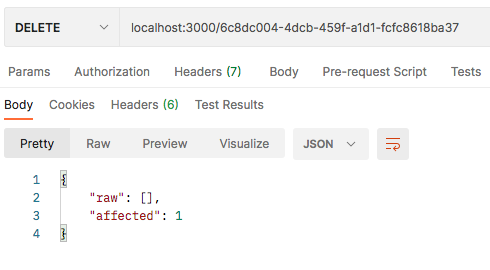 DELETE localhost:3000/6c8dc004-4dcb-459f-a1d1-fcfc8618ba37
Params Authorization Headers (7) Body Pre-request Script Tests
Body Cookies Headers (6) Test Results
Pretty Raw Preview Visualize JSON
1 {
2 "raw": [],
3 "affected": 1
4 }